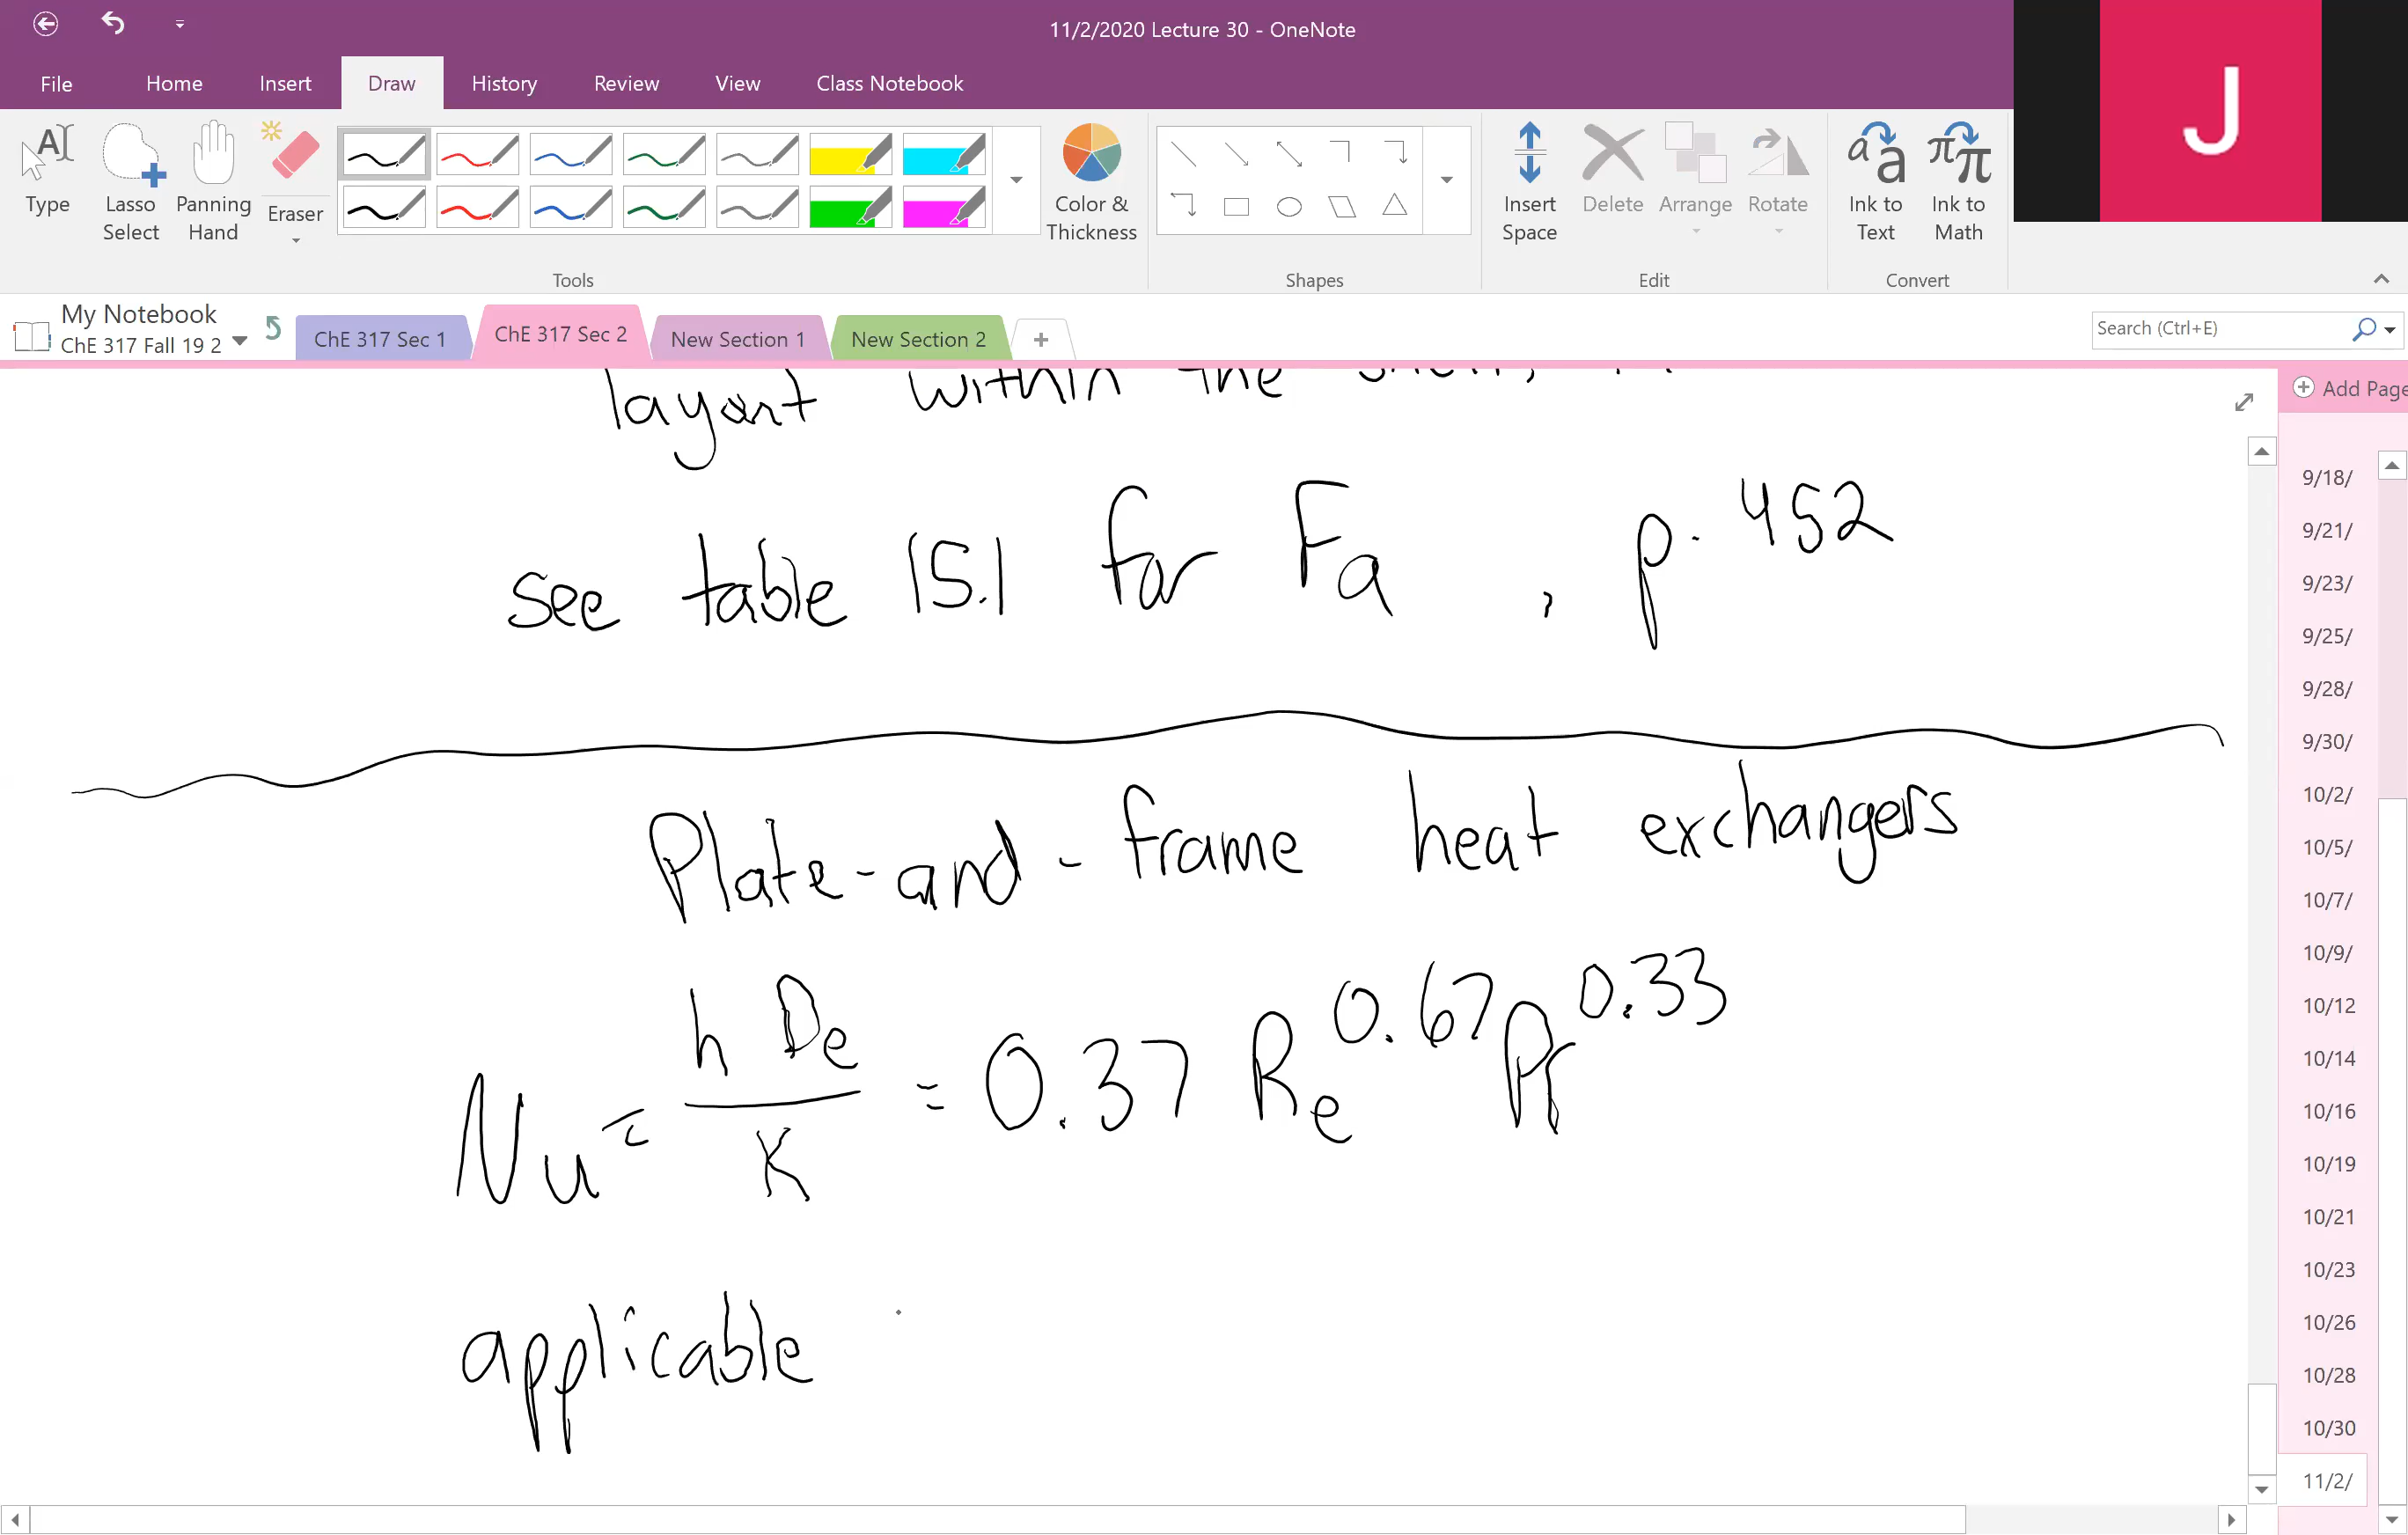 11/2/2020 Lecture 30 - OneNote
J
File Home Insert Draw History Review View Class Notebook
Type
Lasso Select
Panning Hand
Eraser
Color & Thickness
Insert Space
Delete
Arrange
Rotate
Ink to Text
Ink to Math
Tools
Shapes
Edit
Convert
My Notebook
ChE 317 Fall 19 2
ChE 317 Sec 1
ChE 317 Sec 2
New Section 1
New Section 2
+
Search (Ctrl+E)
Add Page
layout within the
see table 15.1 for Fa , p. 452
Plate-and-frame heat exchangers
Nu = h De / K = 0.37 Re^0.67 Pr^0.33
applicable
9/18/
9/21/
9/23/
9/25/
9/28/
9/30/
10/2/
10/5/
10/7/
10/9/
10/12
10/14
10/16
10/19
10/21
10/23
10/26
10/28
10/30
11/2/